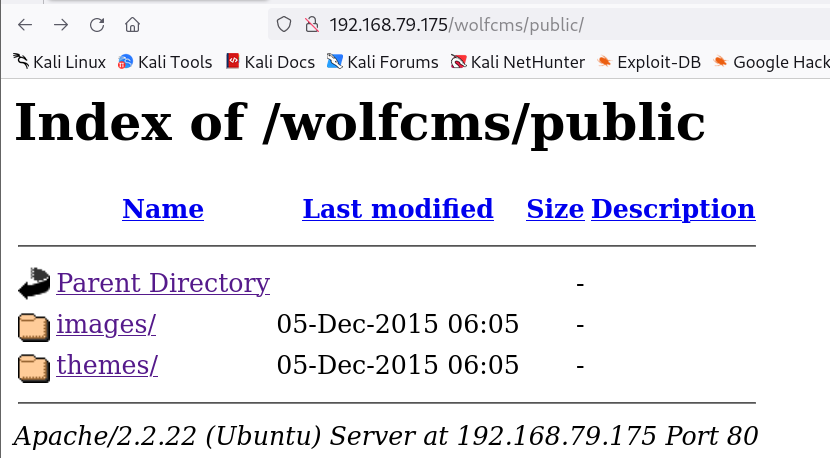 192.168.79.175/wolfcms/public/
Kali Linux Kali Tools Kali Docs Kali Forums Kali NetHunter Exploit-DB Google Hack
Index of /wolfcms/public
Name Last modified Size Description
Parent Directory -
images/ 05-Dec-2015 06:05 -
themes/ 05-Dec-2015 06:05 -
Apache/2.2.22 (Ubuntu) Server at 192.168.79.175 Port 80